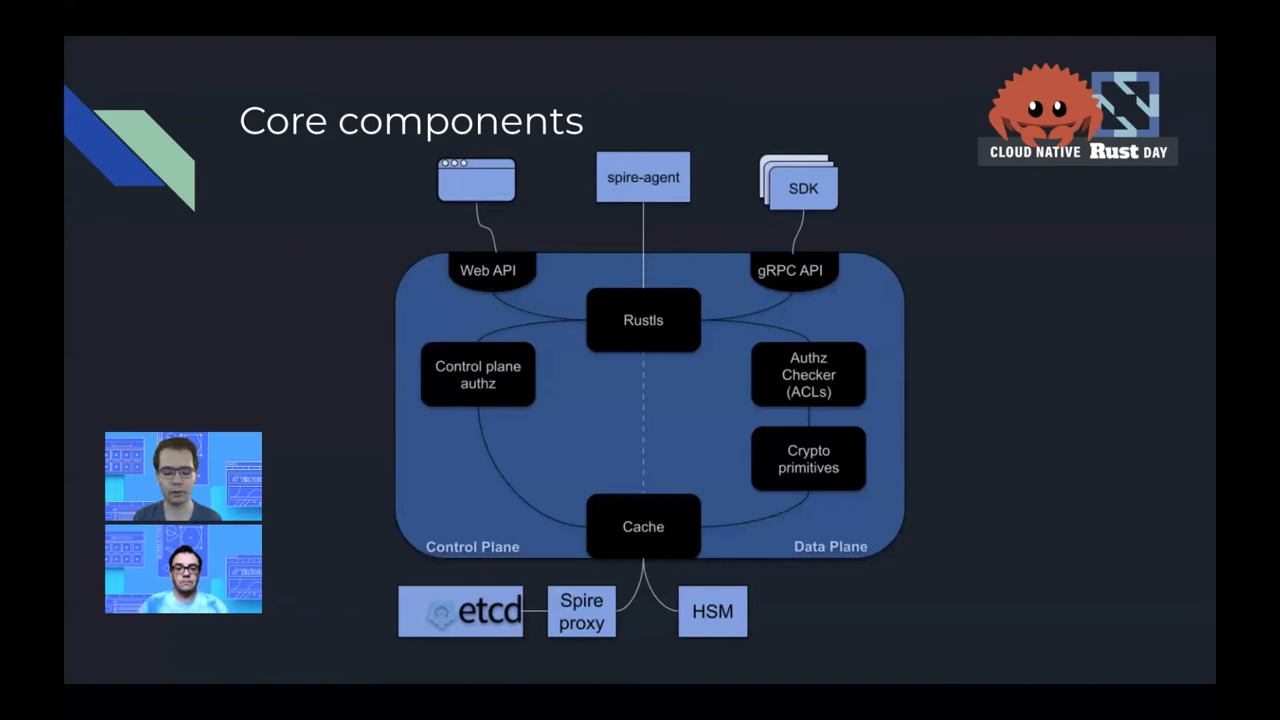 Core components
CLOUD NATIVE Rust DAY
spire-agent
SDK
Web API
gRPC API
Rustls
Control plane
authz
Authz
Checker
(ACLs)
Crypto
primitives
Cache
Control Plane
Data Plane
etcd
Spire
proxy
HSM